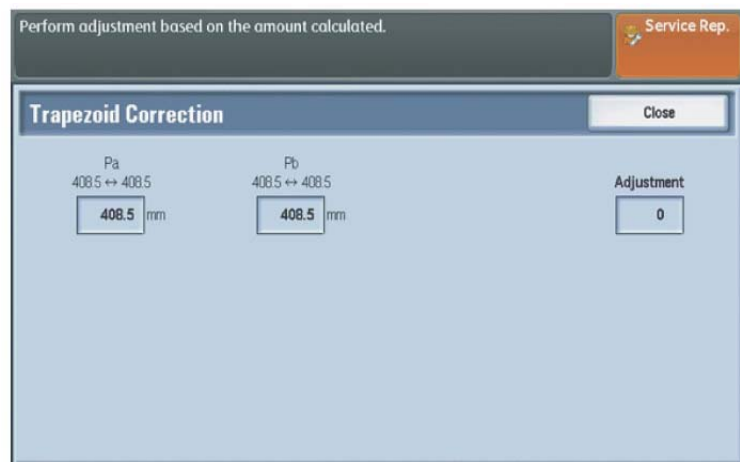 Perform adjustment based on the amount calculated.
Service Rep.
Trapezoid Correction
Close
Pa
408.5 ↔ 408.5
408.5 mm
Pb
408.5 ↔ 408.5
408.5 mm
Adjustment
0